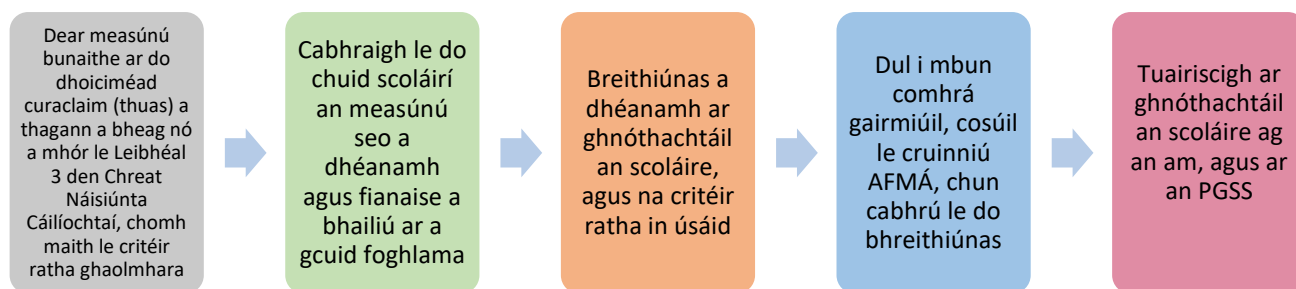 Dear measúnú
bunaithe ar do
dhoiciméad
curaclaim (thuas) a
thagann a bheag nó
a mhór le Leibhéal
3 den Chreat
Náisiúnta
Cáilíochtaí, chomh
maith le critéir
ratha ghaolmhara
Cabhraigh le do
chuid scoláirí
an measúnú
seo a
dhéanamh
agus fianaise a
bhailiú ar a
gcuid foghlama
Breithiúnas a
dhéanamh ar
ghnóthachtáil
an scoláire,
agus na critéir
ratha in úsáid
Dul i mbun
comhrá
gairmiúil, cosúil
le cruinniú
AFMÁ, chun
cabhrú le do
bhreithiúnas
Tuairiscigh ar
ghnóthachtáil
an scoláire ag
an am, agus ar
an PGSS